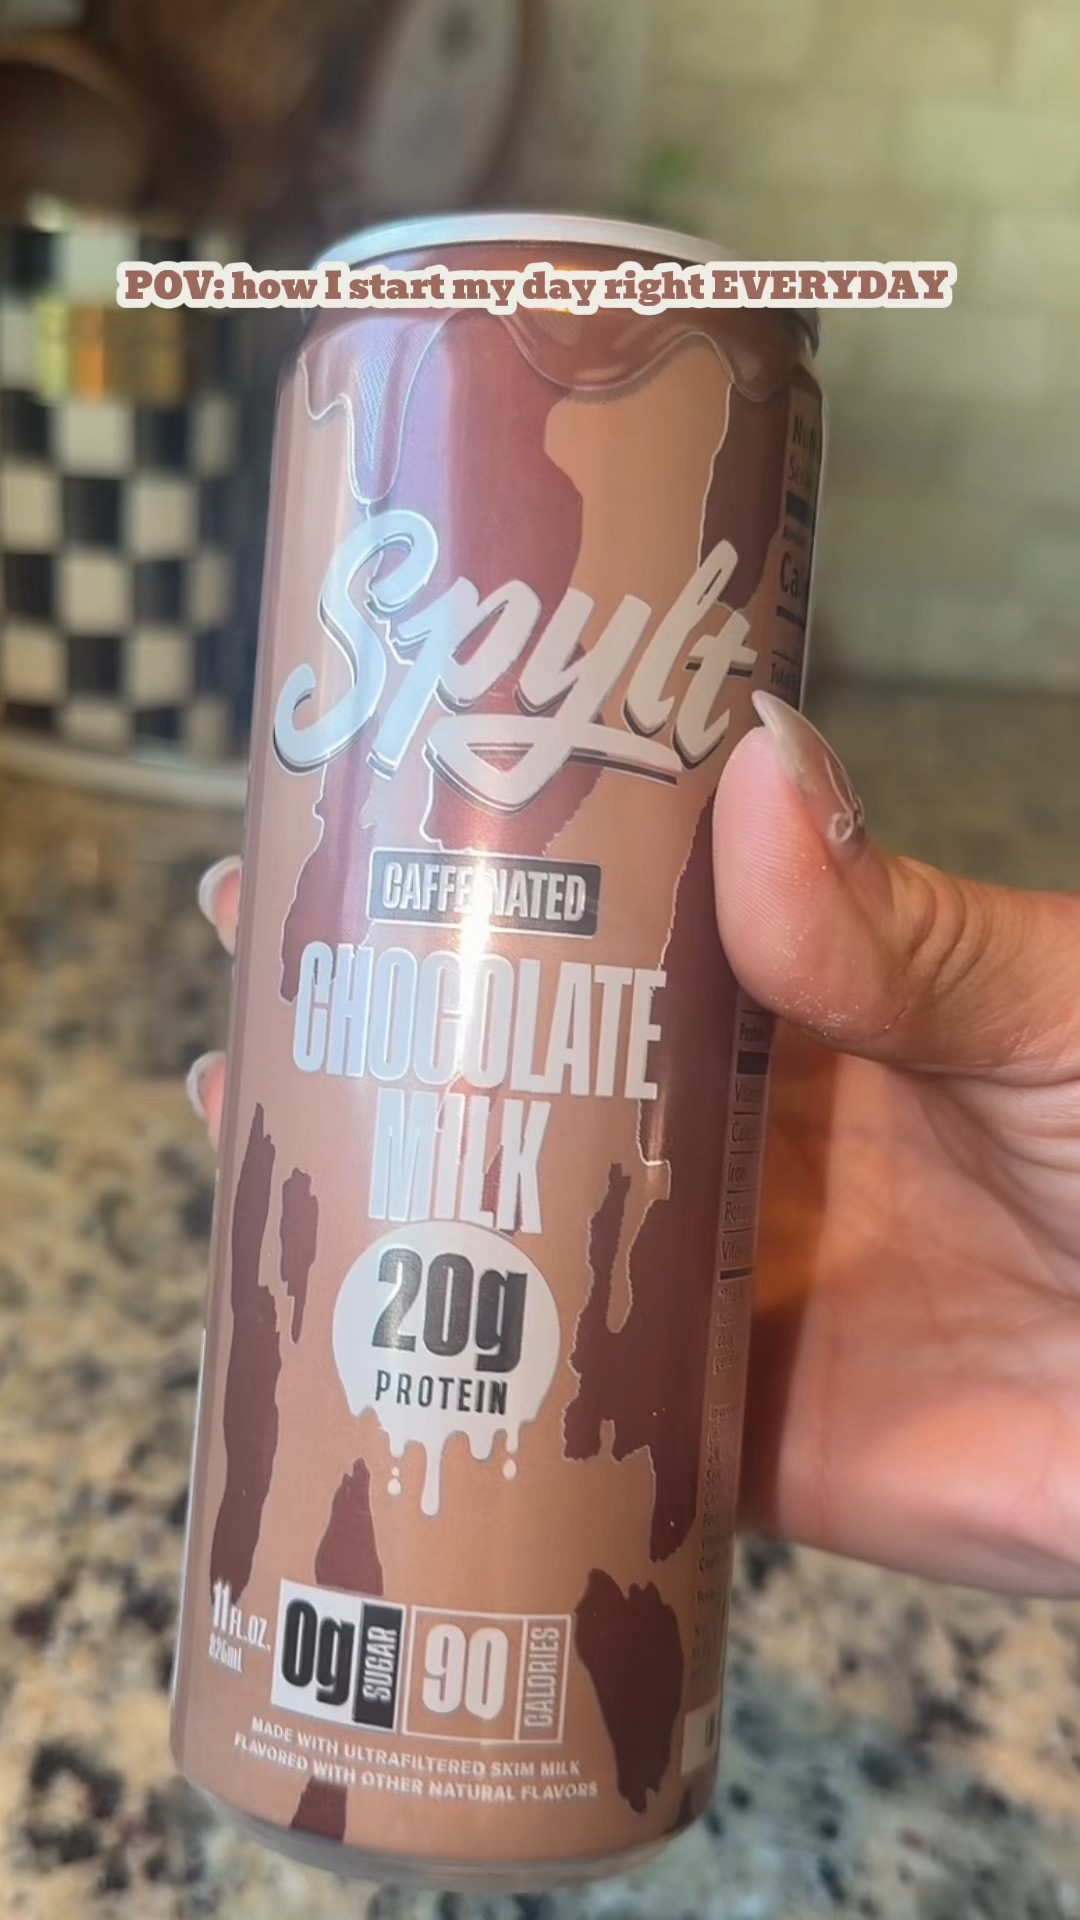 POV: how I start my day right EVERYDAY
Spylt
CAFFEINATED
CHOCOLATE
MILK
20g
PROTEIN
11 FL.OZ.
325mL
0g SUGAR
90 CALORIES
MADE WITH ULTRAFILTERED SKIM MILK
FLAVORED WITH OTHER NATURAL FLAVORS